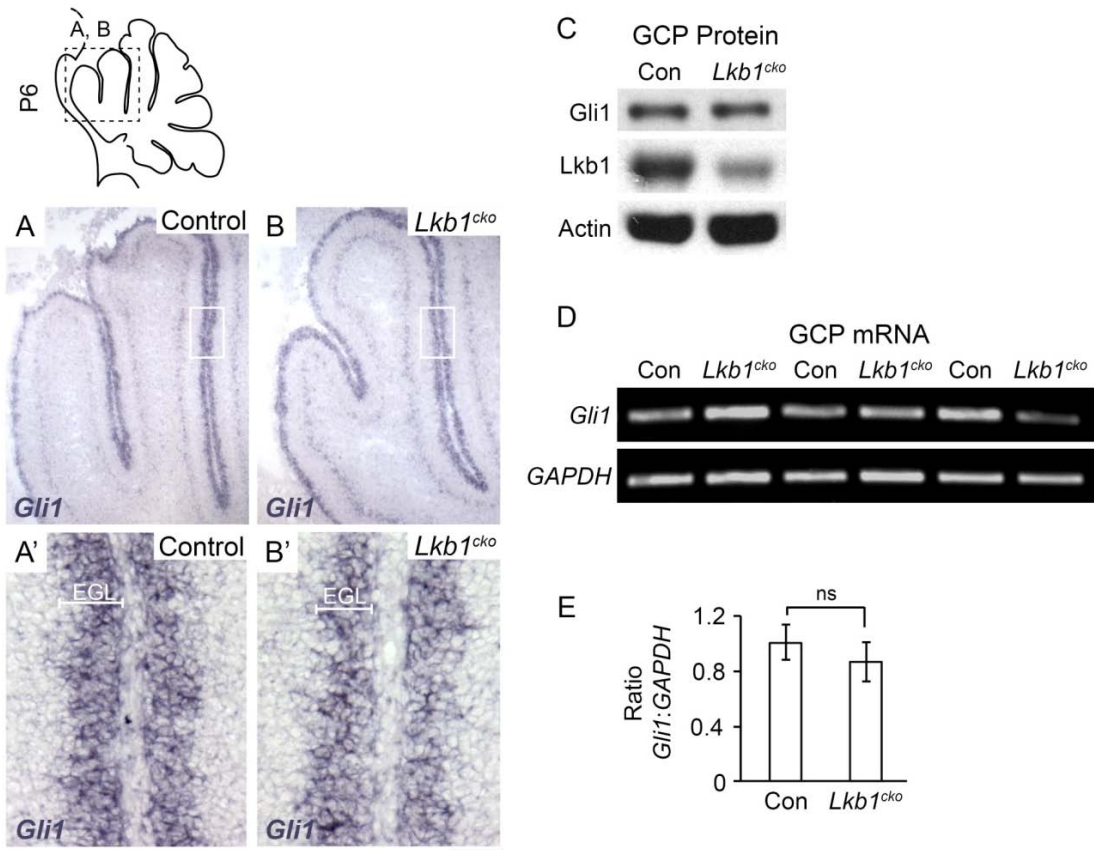 A, B
P6
A
Control
B
Lkb1cko
Gli1
Gli1
A'
Control
B'
Lkb1cko
EGL
EGL
Gli1
Gli1
C
GCP Protein
Con Lkb1cko
Gli1
Lkb1
Actin
D
GCP mRNA
Con Lkb1cko Con Lkb1cko Con Lkb1cko
Gli1
GAPDH
E
ns
Ratio
Gli1:GAPDH
1.2
0.8
0.4
0
Con Lkb1cko